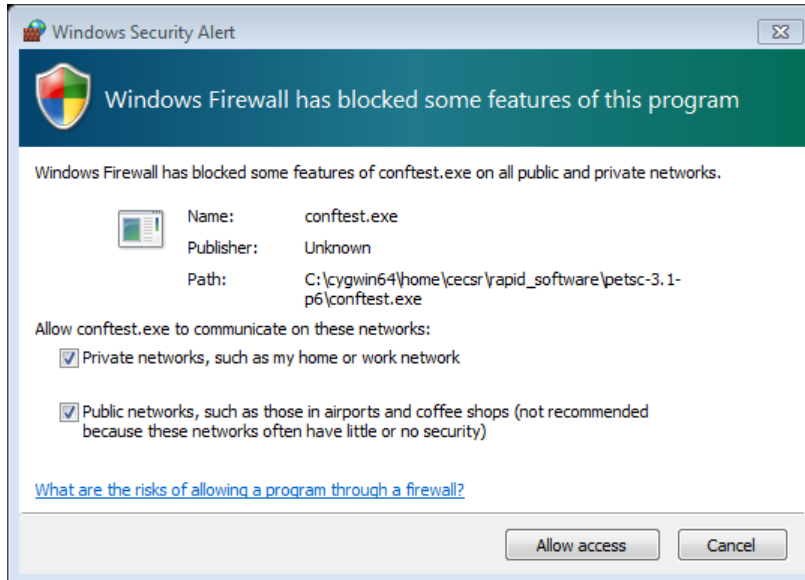 Windows Security Alert
Windows Firewall has blocked some features of this program
Windows Firewall has blocked some features of conftest.exe on all public and private networks.
Name: conftest.exe
Publisher: Unknown
Path: C:\cygwin64\home\cecsr\rapid_software\petsc-3.1-
p6\conftest.exe
Allow conftest.exe to communicate on these networks:
Private networks, such as my home or work network
Public networks, such as those in airports and coffee shops (not recommended
because these networks often have little or no security)
What are the risks of allowing a program through a firewall?
Allow access Cancel